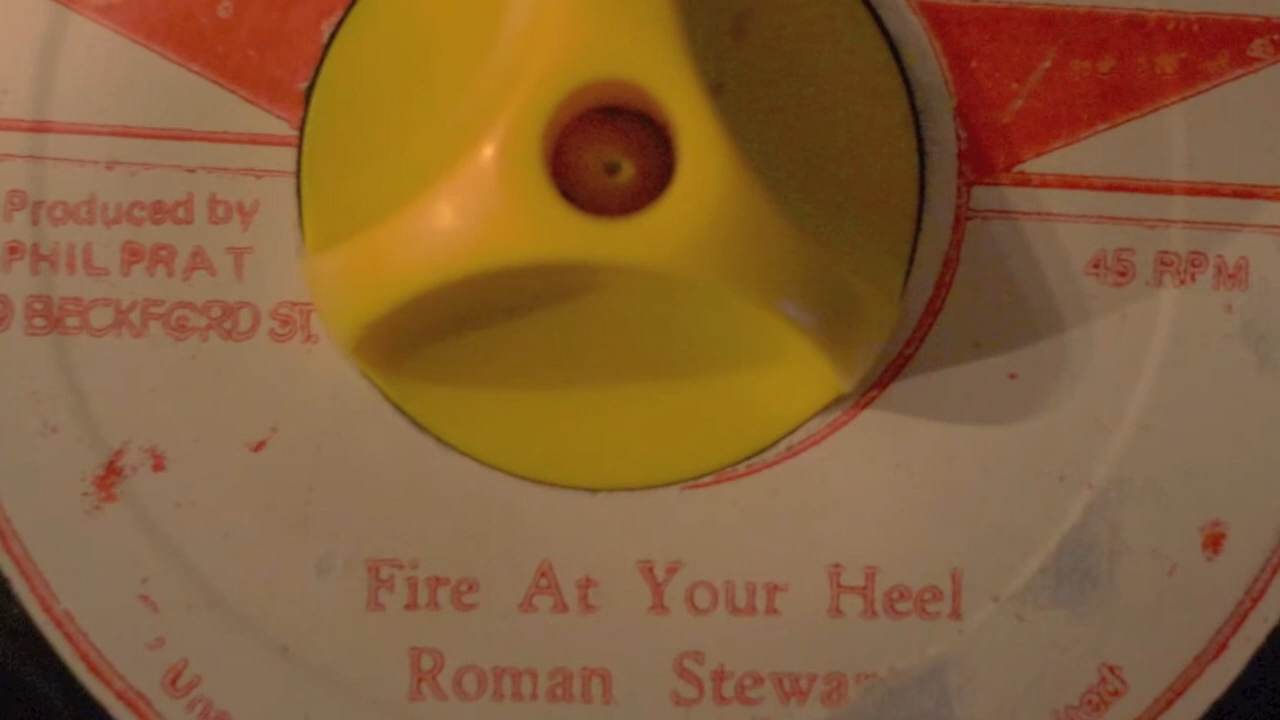 Produced by
PHIL PRAT
BECKFORD ST.
45 RPM
Fire At Your Heel
Roman